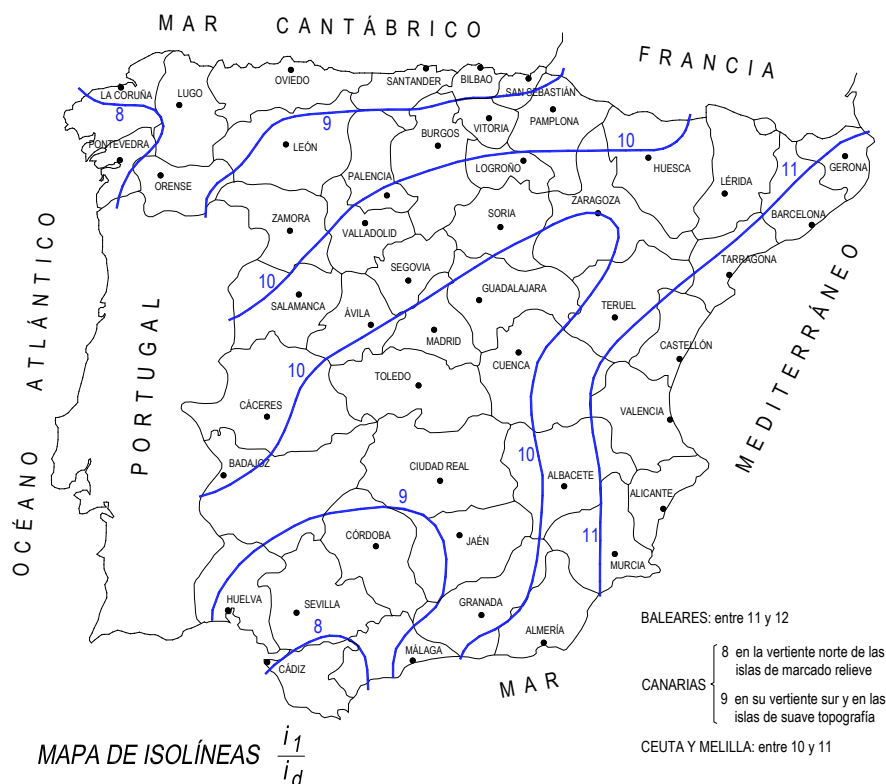 MAR CANTÁBRICO
FRANCIA
LA CORUÑA
LUGO
OVIEDO
SANTANDER
BILBAO
SAN SEBASTIÁN
8
9
PONTEVEDRA
ORENSE
LEÓN
BURGOS
VITORIA
PAMPLONA
PALENCIA
LOGROÑO
10
HUESCA
LÉRIDA
11
GERONA
BARCELONA
ZAMORA
VALLADOLID
SORIA
ZARAGOZA
TARRAGONA
10
SALAMANCA
SEGOVIA
ÁVILA
GUADALAJARA
MADRID
TERUEL
CUENCA
CASTELLÓN
10
CÁCERES
TOLEDO
VALENCIA
OCÉANO ATLÁNTICO
PORTUGAL
MEDITERRÁNEO
BADAJOZ
CIUDAD REAL
10
ALBACETE
ALICANTE
9
CÓRDOBA
JAÉN
11
MURCIA
HUELVA
SEVILLA
GRANADA
ALMERÍA
8
CÁDIZ
MÁLAGA
MAR
BALEARES: entre 11 y 12
CANARIAS
8 en la vertiente norte de las
islas de marcado relieve
9 en su vertiente sur y en las
islas de suave topografía
CEUTA Y MELILLA: entre 10 y 11
MAPA DE ISOLÍNEAS i1/id